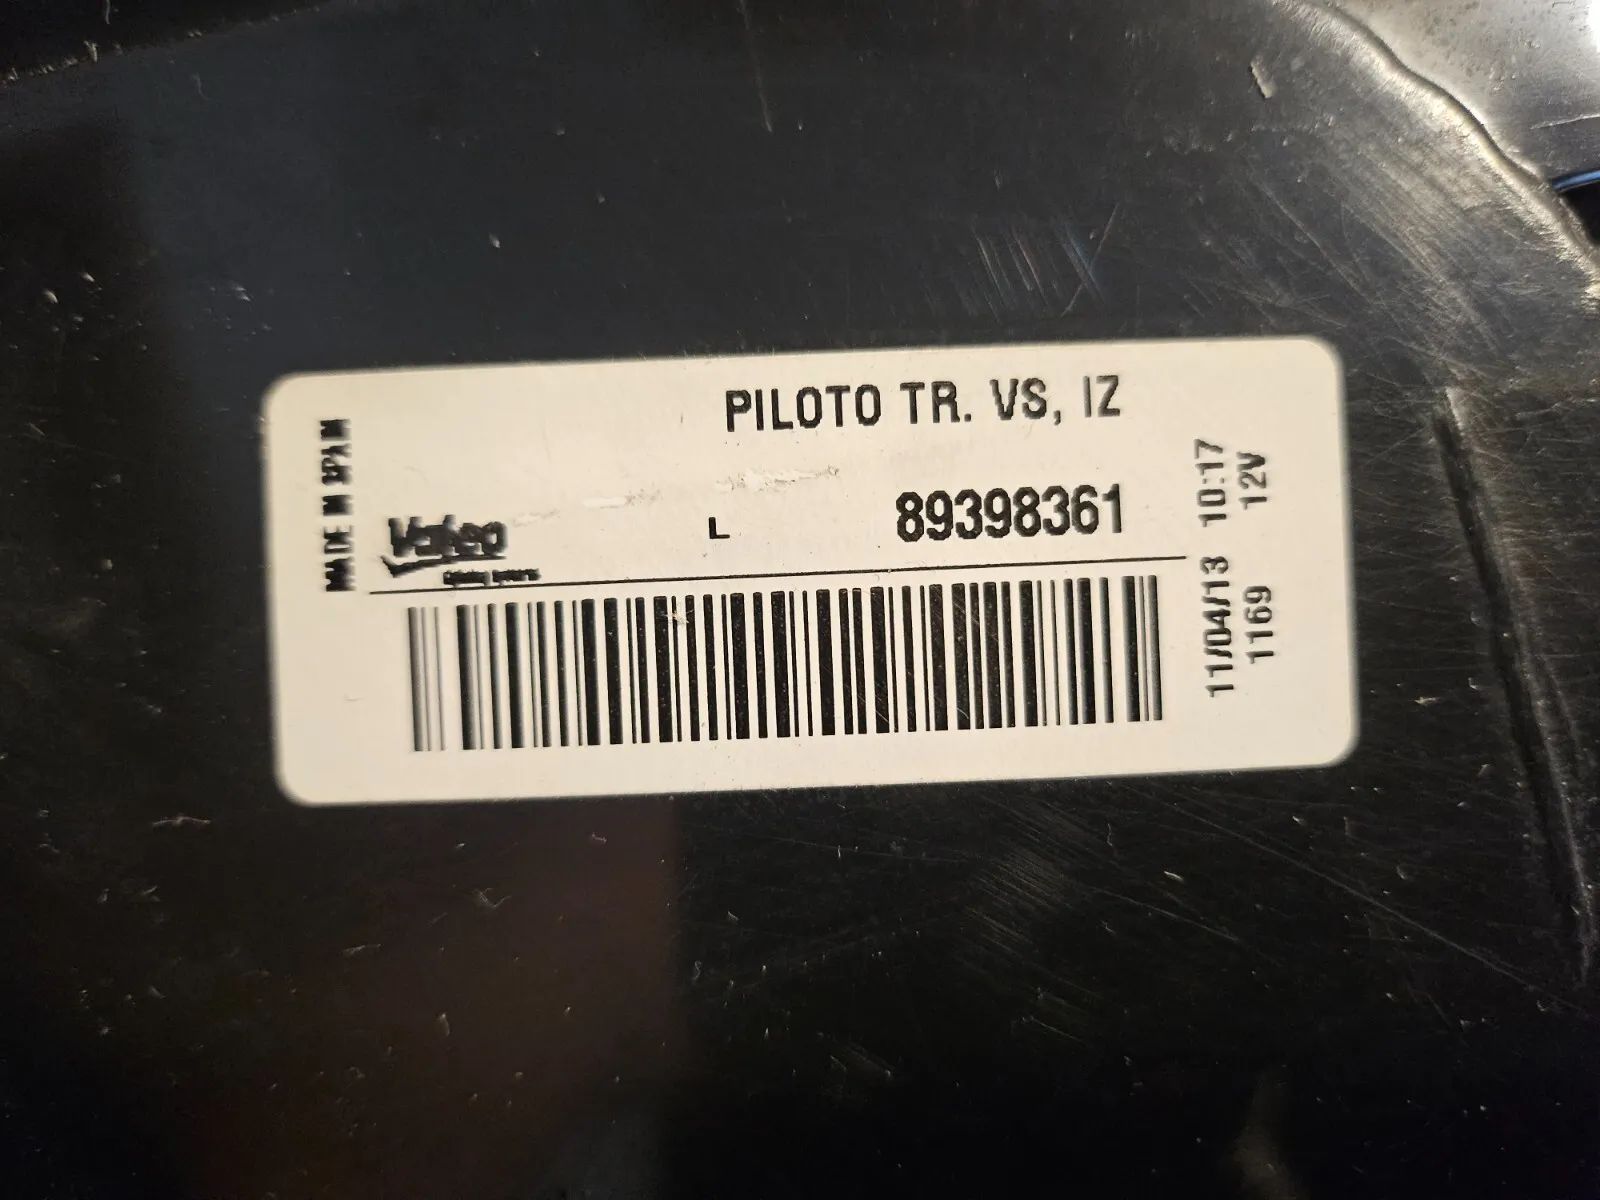 PILOTO TR. VS, IZ
MADE IN SPAIN
Valeo
L 89398361
11/04/13 10:17
1169 12V